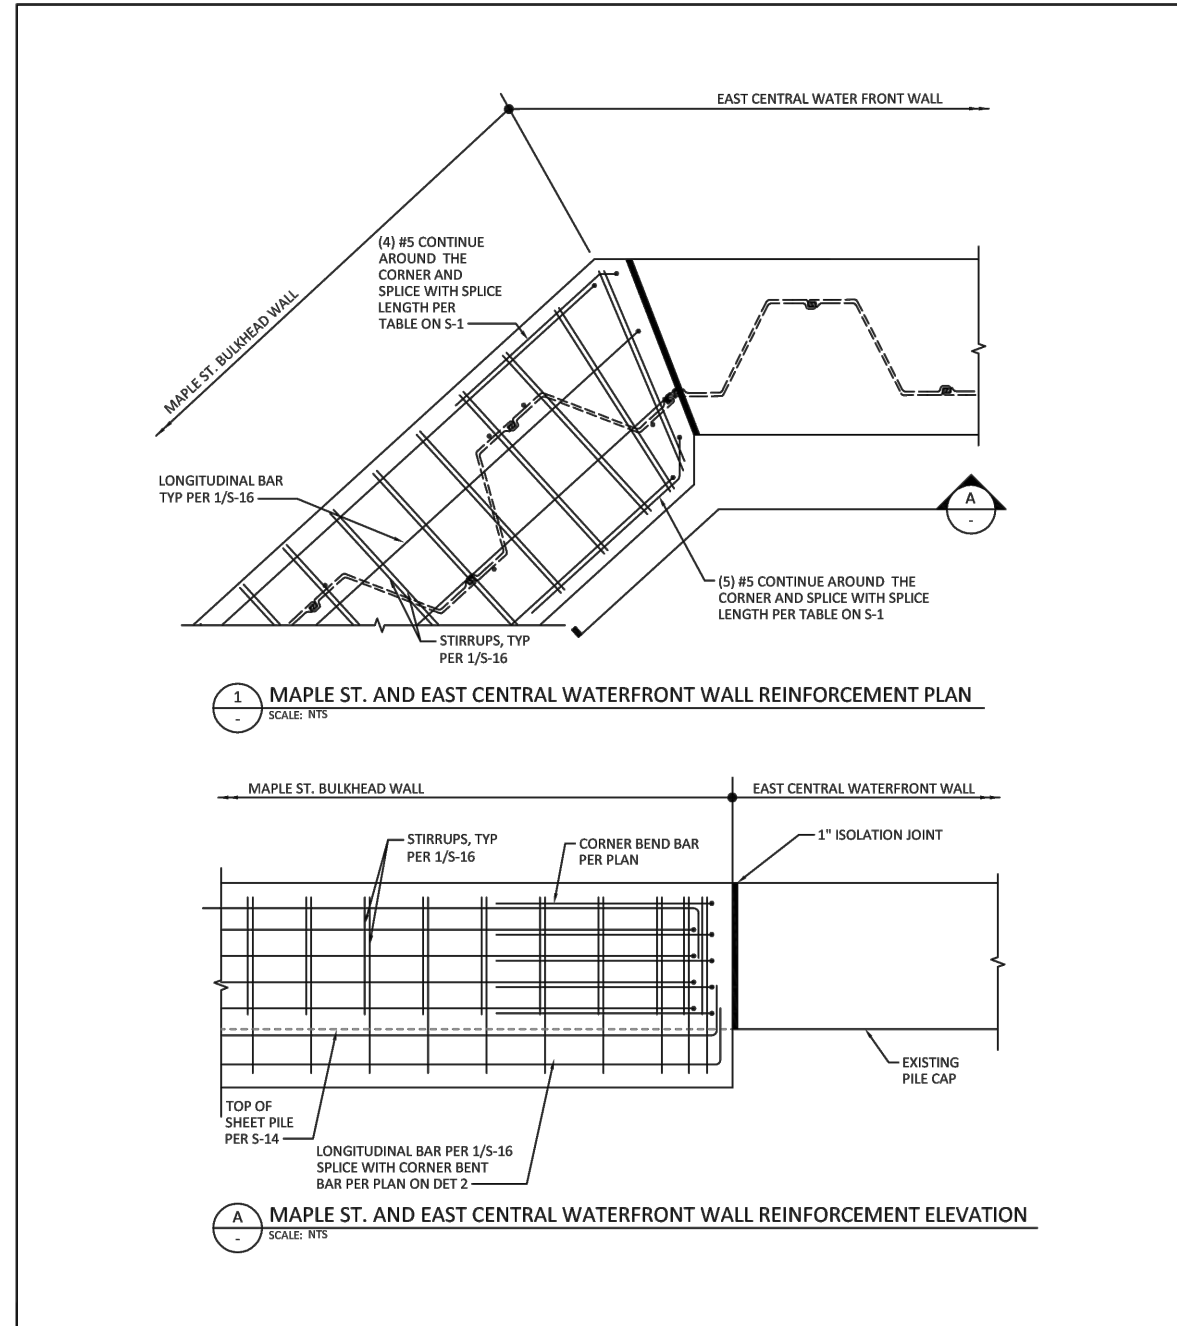 EAST CENTRAL WATER FRONT WALL
MAPLE ST. BULKHEAD WALL
(4) #5 CONTINUE
AROUND THE
CORNER AND
SPLICE WITH SPLICE
LENGTH PER
TABLE ON S-1
LONGITUDINAL BAR
TYP PER 1/S-16
A
-
(5) #5 CONTINUE AROUND THE
CORNER AND SPLICE WITH SPLICE
LENGTH PER TABLE ON S-1
STIRRUPS, TYP
PER 1/S-16
1
-
MAPLE ST. AND EAST CENTRAL WATERFRONT WALL REINFORCEMENT PLAN
SCALE: NTS
MAPLE ST. BULKHEAD WALL
EAST CENTRAL WATERFRONT WALL
STIRRUPS, TYP
PER 1/S-16
CORNER BEND BAR
PER PLAN
1" ISOLATION JOINT
EXISTING
PILE CAP
TOP OF
SHEET PILE
PER S-14
LONGITUDINAL BAR PER 1/S-16
SPLICE WITH CORNER BENT
BAR PER PLAN ON DET 2
A
-
MAPLE ST. AND EAST CENTRAL WATERFRONT WALL REINFORCEMENT ELEVATION
SCALE: NTS